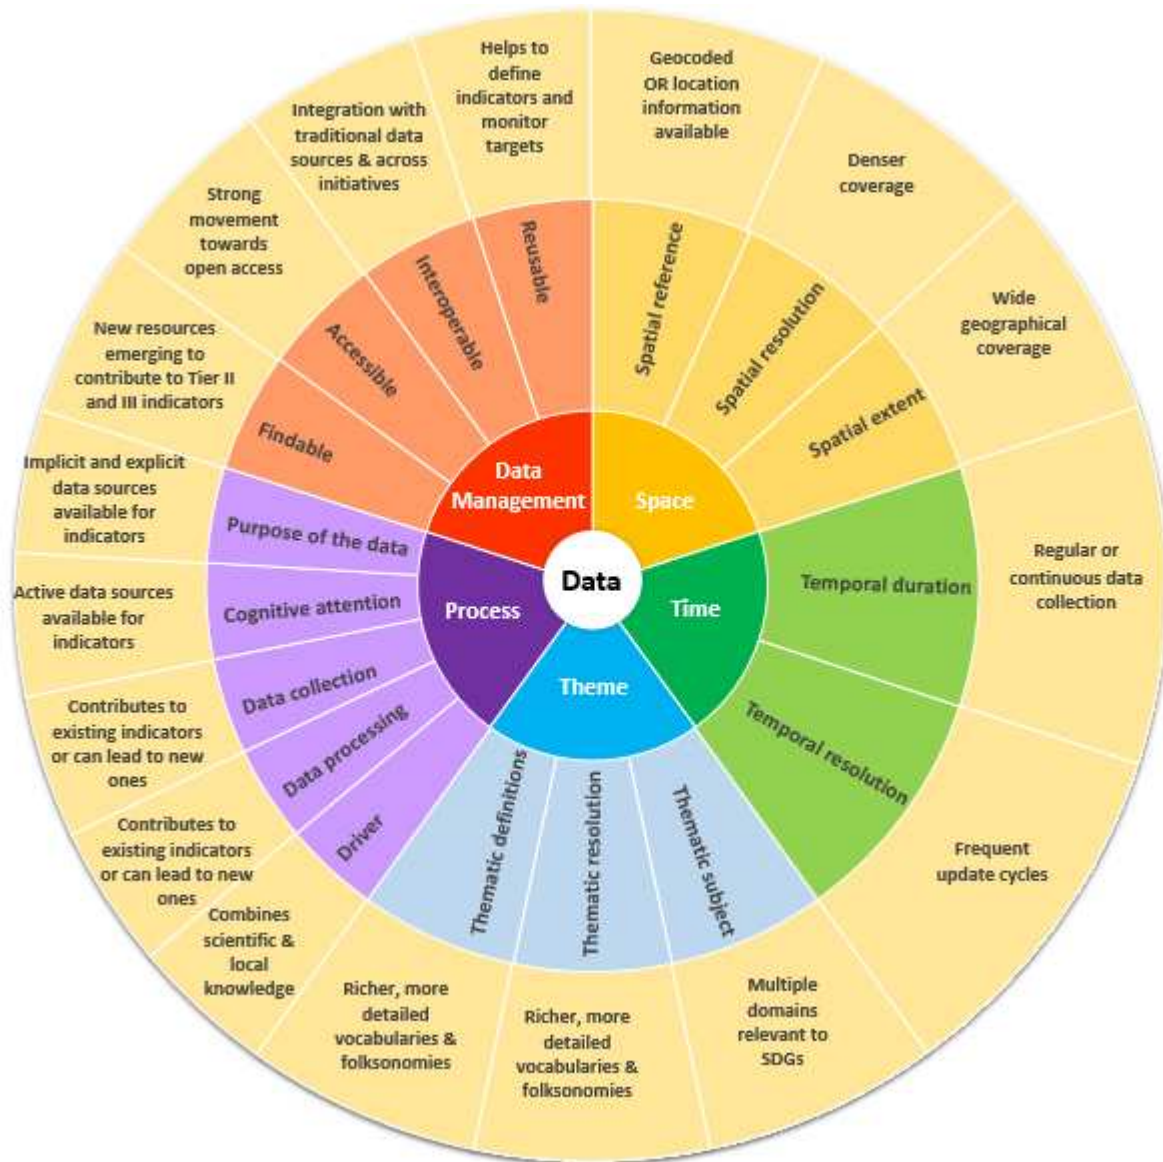 Data
Data
Management
Space
Time
Theme
Process
Reusable
Interoperable
Accessible
Findable
Spatial reference
Spatial resolution
Spatial extent
Temporal duration
Temporal resolution
Thematic subject
Thematic resolution
Thematic definitions
Driver
Data processing
Data collection
Cognitive attention
Purpose of the data
Helps to
define
indicators and
monitor
targets
Geocoded
OR location
information
available
Denser
coverage
Wide
geographical
coverage
Regular or
continuous data
collection
Frequent
update cycles
Multiple
domains
relevant to
SDGs
Richer, more
detailed
vocabularies &
folksonomies
Richer, more
detailed
vocabularies &
folksonomies
Combines
scientific &
local
knowledge
Contributes to
existing indicators
or can lead to new
ones
Contributes to
existing indicators
or can lead to new
ones
Active data sources
available for
indicators
Implicit and explicit
data sources
available for
indicators
New resources
emerging to
contribute to Tier II
and III indicators
Strong
movement
towards
open access
Integration with
traditional data
sources & across
initiatives